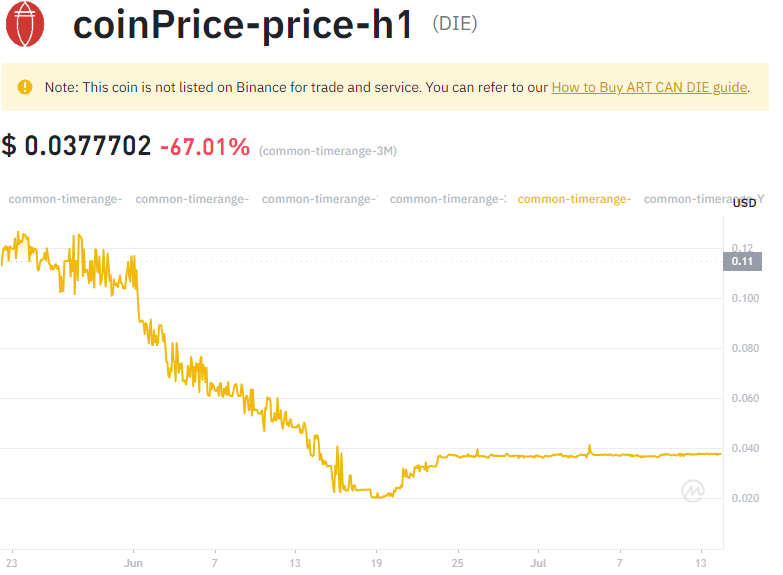 coinPrice-price-h1 (DIE)
Note: This coin is not listed on Binance for trade and service. You can refer to our How to Buy ART CAN DIE guide.
$ 0.0377702 -67.01% (common-timerange-3M)
common-timerange- common-timerange- common-timerange- common-timerange- common-timerange- common-timerange-Y
USD
0.12
0.11
0.100
0.080
0.060
0.040
0.020
23 Jun 7 13 19 25 Jul 7 13